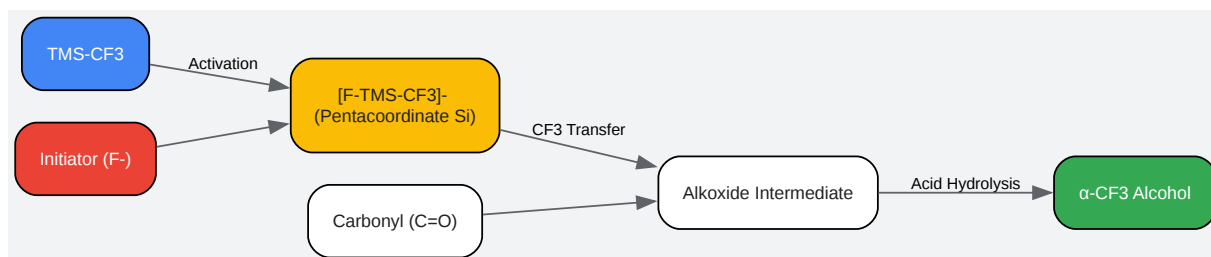 TMS-CF3
Activation
Initiator (F-)
[F-TMS-CF3]-
(Pentacoordinate Si)
CF3 Transfer
Carbonyl (C=O)
Alkoxide Intermediate
Acid Hydrolysis
α-CF3 Alcohol